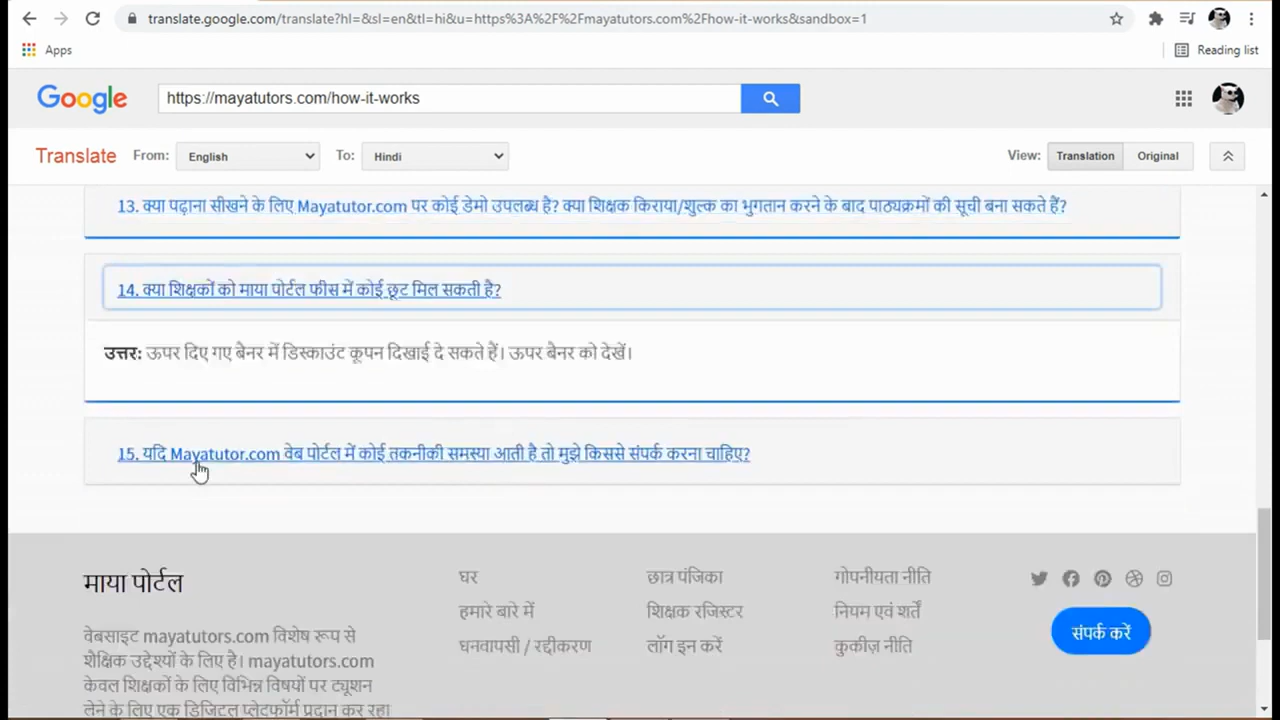 translate.google.com/translate?hl=&sl=en&tl=hi&u=https%3A%2F%2Fmayatutors.com%2Fhow-it-works&sandbox=1
Apps
Reading list
Google
https://mayatutors.com/how-it-works
Translate From: English To: Hindi View: Translation Original
13. क्या पढ़ाना सीखने के लिए Mayatutor.com पर कोई डेमो उपलब्ध है? क्या शिक्षक किराया/शुल्क का भुगतान करने के बाद पाठ्यक्रमों की सूची बना सकते हैं?
14. क्या शिक्षकों को माया पोर्टल फीस में कोई छूट मिल सकती है?
उत्तर: ऊपर दिए गए बैनर में डिस्काउंट कूपन दिखाई दे सकते हैं। ऊपर बैनर को देखें।
15. यदि Mayatutor.com वेब पोर्टल में कोई तकनीकी समस्या आती है तो मुझे किससे संपर्क करना चाहिए?
माया पोर्टल
वेबसाइट mayatutors.com विशेष रूप से
शैक्षिक उद्देश्यों के लिए है। mayatutors.com
केवल शिक्षकों के लिए विभिन्न विषयों पर ट्यूशन
लेने के लिए एक डिजिटल प्लेटफॉर्म प्रदान कर रहा
घर
हमारे बारे में
धनवापसी / रद्दीकरण
छात्र पंजिका
शिक्षक रजिस्टर
लॉग इन करें
गोपनीयता नीति
नियम एवं शर्तें
कुकीज़ नीति
संपर्क करें